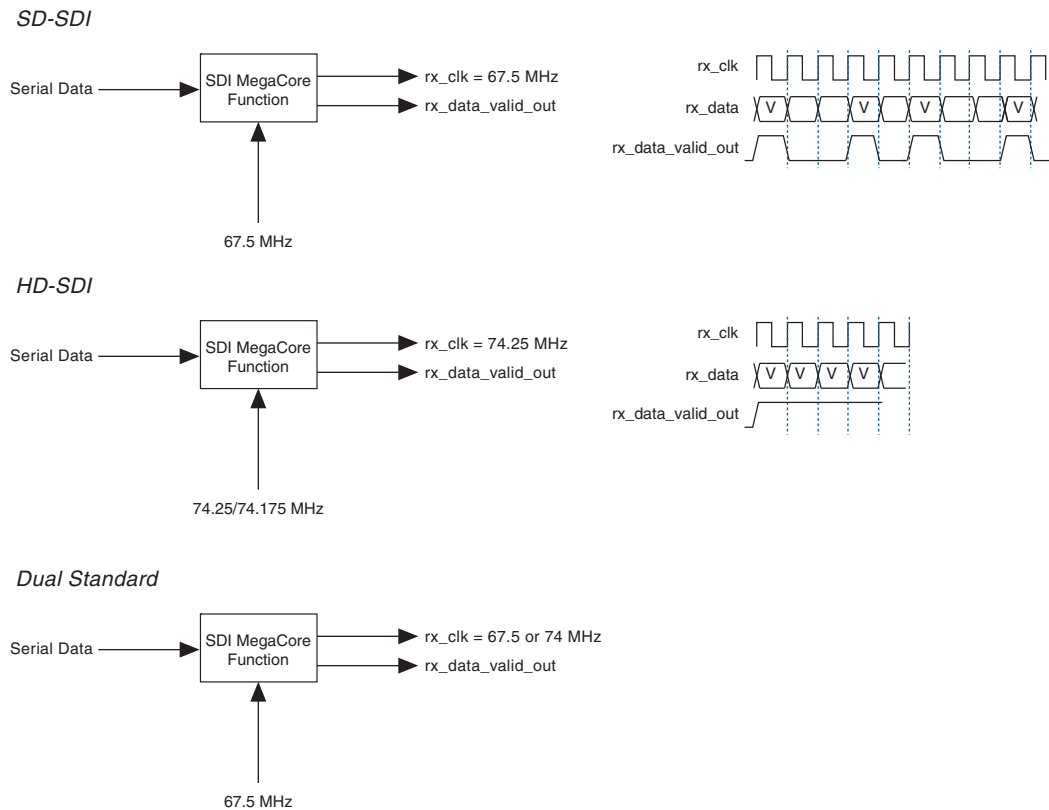 SD-SDI
Serial Data
SDI MegaCore
Function
rx_clk = 67.5 MHz
rx_data_valid_out
67.5 MHz
rx_clk
rx_data
V V V V
rx_data_valid_out
HD-SDI
Serial Data
SDI MegaCore
Function
rx_clk = 74.25 MHz
rx_data_valid_out
74.25/74.175 MHz
rx_clk
rx_data
V V V V
rx_data_valid_out
Dual Standard
Serial Data
SDI MegaCore
Function
rx_clk = 67.5 or 74 MHz
rx_data_valid_out
67.5 MHz